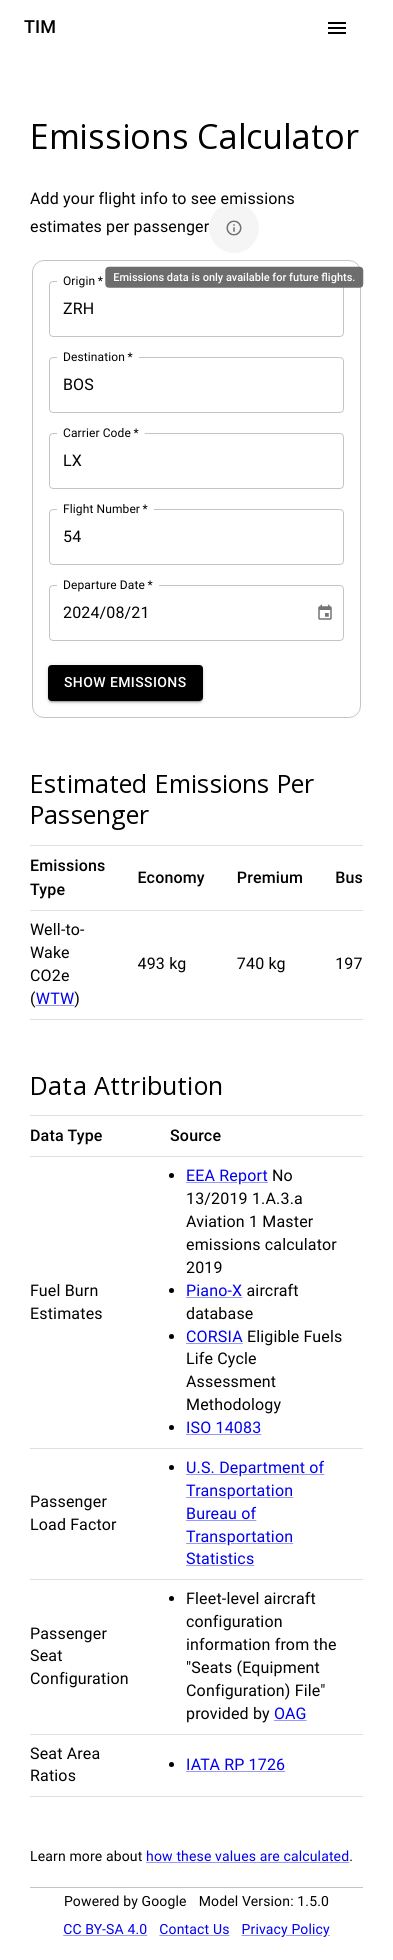 TIM
Emissions Calculator
Add your flight info to see emissions
estimates per passenger
Emissions data is only available for future flights.
Origin *
ZRH
Destination *
BOS
Carrier Code *
LX
Flight Number *
54
Departure Date *
2024/08/21
SHOW EMISSIONS
Estimated Emissions Per
Passenger
Emissions
Type
Economy
Premium
Bus
Well-to-
Wake
CO2e
(WTW)
493 kg
740 kg
197
Data Attribution
Data Type
Source
Fuel Burn
Estimates
• EEA Report No
13/2019 1.A.3.a
Aviation 1 Master
emissions calculator
2019
• Piano-X aircraft
database
• CORSIA Eligible Fuels
Life Cycle
Assessment
Methodology
• ISO 14083
Passenger
Load Factor
• U.S. Department of
Transportation
Bureau of
Transportation
Statistics
Passenger
Seat
Configuration
• Fleet-level aircraft
configuration
information from the
"Seats (Equipment
Configuration) File"
provided by OAG
Seat Area
Ratios
• IATA RP 1726
Learn more about how these values are calculated.
Powered by Google Model Version: 1.5.0
CC BY-SA 4.0 Contact Us Privacy Policy